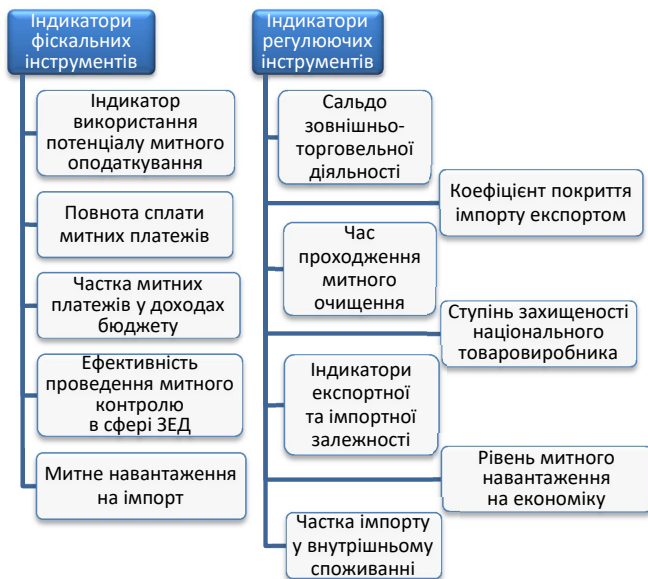 Індикатори
фіскальних
інструментів
Індикатор
використання
потенціалу митного
оподаткування
Повнота сплати
митних платежів
Частка митних
платежів у доходах
бюджету
Ефективність
проведення митного
контролю
в сфері ЗЕД
Митне навантаження
на імпорт
Індикатори
регулюючих
інструментів
Сальдо
зовнішньо-
торговельної
діяльності
Коефіцієнт покриття
імпорту експортом
Час
проходження
митного
очищення
Ступінь захищеності
національного
товаровиробника
Індикатори
експортної
та імпортної
залежності
Рівень митного
навантаження
на економіку
Частка імпорту
у внутрішньому
споживанні